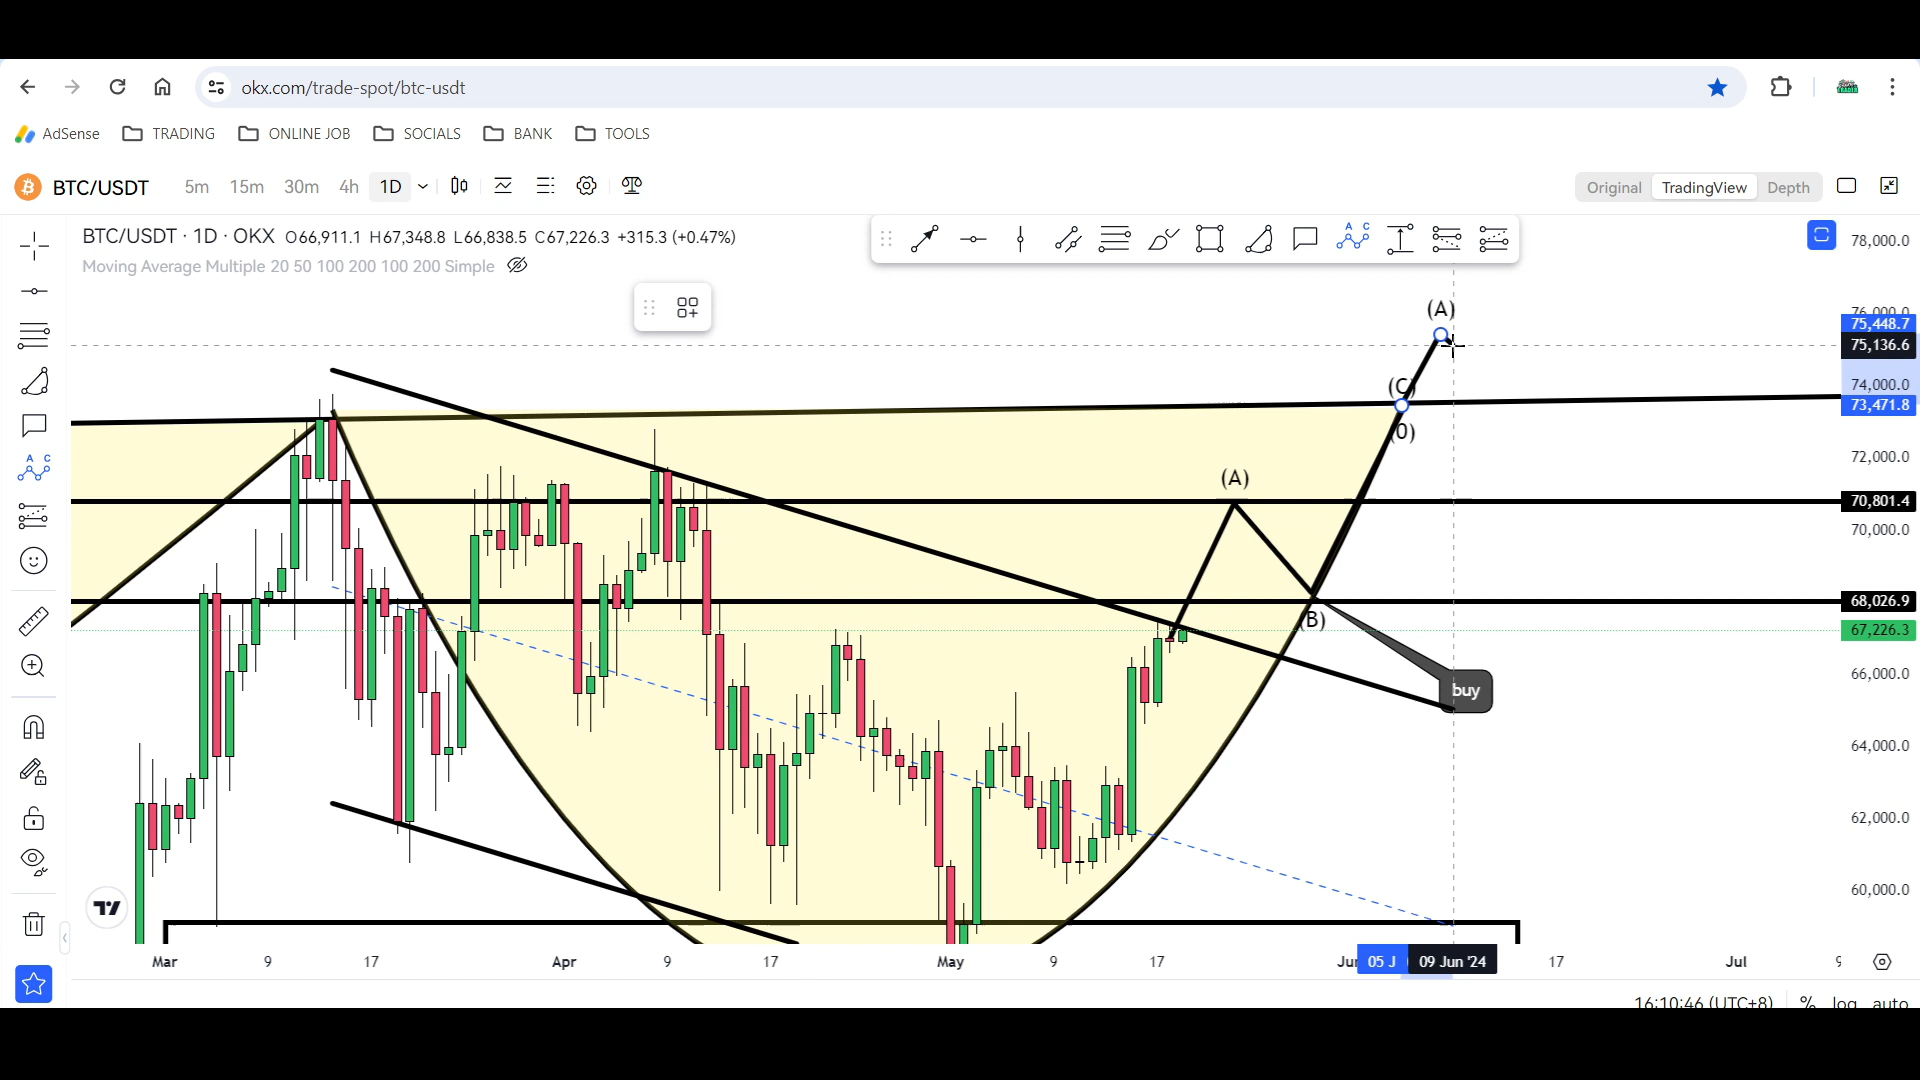 okx.com/trade-spot/btc-usdt
AdSense TRADING ONLINE JOB SOCIALS BANK TOOLS
BTC/USDT 5m 15m 30m 4h 1D Original TradingView Depth
BTC/USDT · 1D · OKX O66,911.1 H67,348.8 L66,838.5 C67,226.3 +315.3 (+0.47%)
Moving Average Multiple 20 50 100 200 100 200 Simple
A C
A C
78,000.0
76,000.0
75,448.7
75,136.6
74,000.0
73,471.8
72,000.0
70,801.4
70,000.0
68,026.9
67,226.3
66,000.0
64,000.0
62,000.0
60,000.0
(A)
(C)
(0)
(A)
(B)
buy
Mar 9 17 Apr 9 17 May 9 17 05 J 09 Jun '24 17 Jul 9
16:10:46 (UTC+8) % log auto